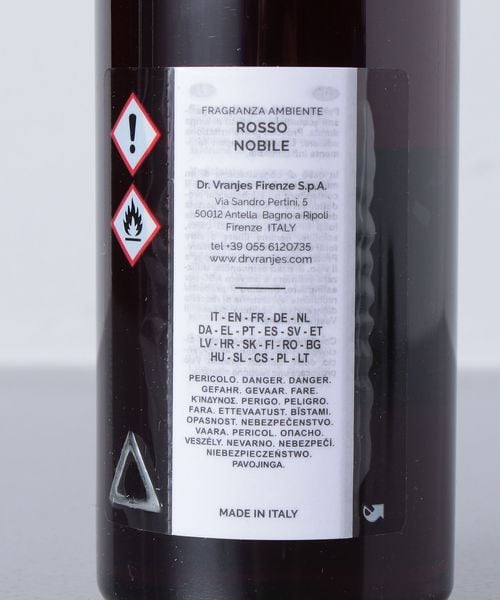 FRAGRANZA AMBIENTE
ROSSO
NOBILE
Dr. Vranjes Firenze S.p.A.
Via Sandro Pertini, 5
50012 Antella Bagno a Ripoli
Firenze ITALY
tel +39 055 6120735
www.drvranjes.com
IT - EN - FR - DE - NL
DA - EL - PT - ES - SV - ET
LV - HR - SK - FI - RO - BG
HU - SL - CS - PL - LT
PERICOLO. DANGER. DANGER.
GEFAHR. GEVAAR. FARE.
ΚΊΝΔΥΝΟΣ. PERIGO. PELIGRO.
FARA. ETTEVAATUST. BĪSTAMI.
OPASNOST. NEBEZPEČENSTVO.
VAARA. PERICOL. ОПАСНО.
VESZÉLY. NEVARNO. NEBEZPEČÍ.
NIEBEZPIECZEŃSTWO.
PAVOJINGA.
MADE IN ITALY